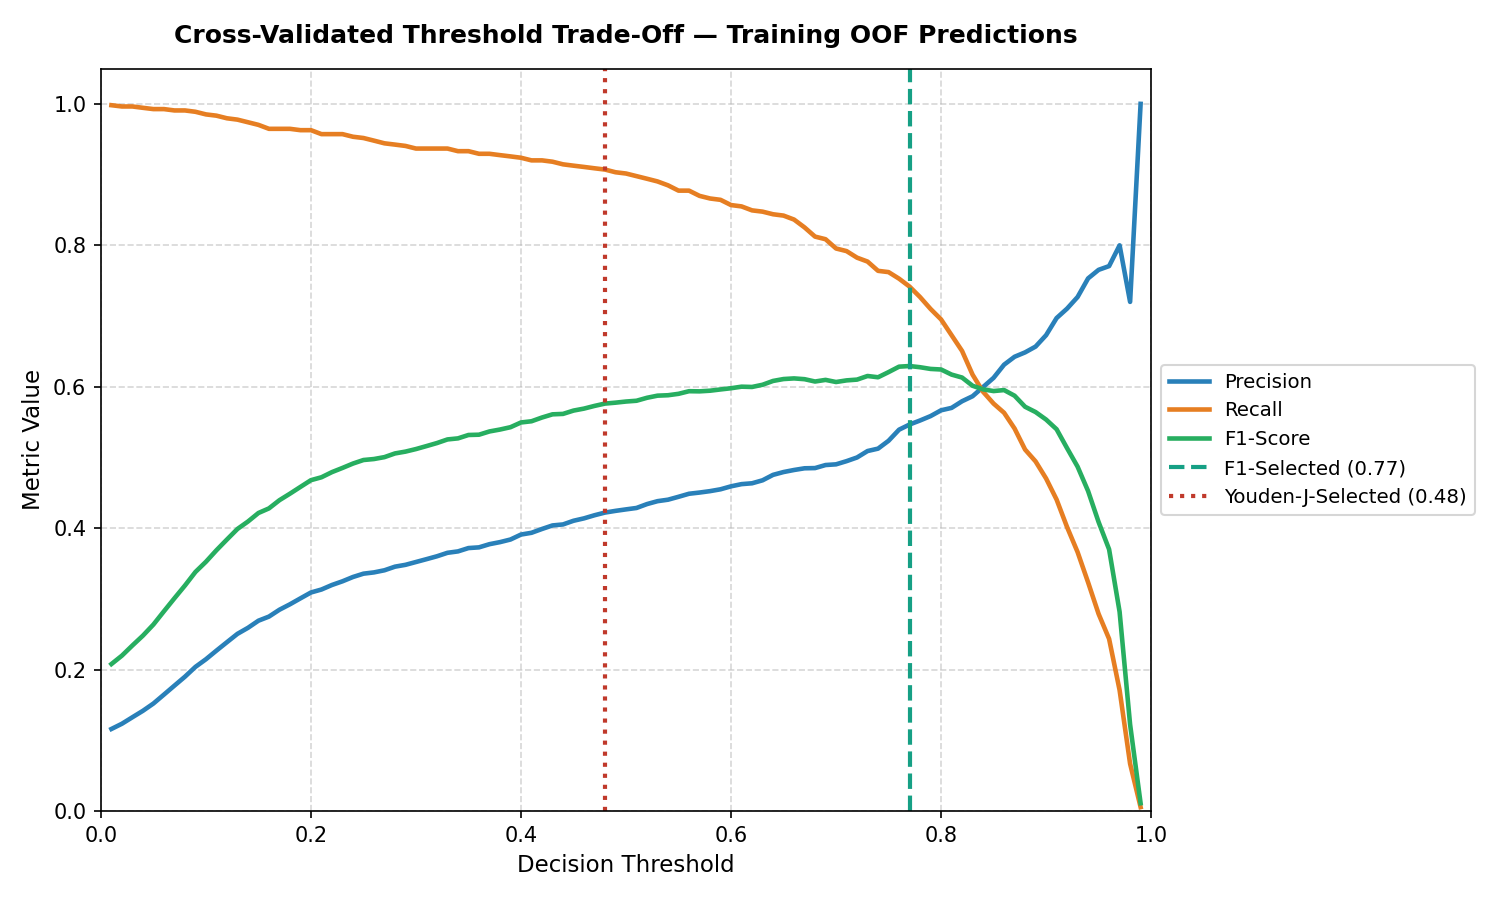 Cross-Validated Threshold Trade-Off — Training OOF Predictions
Metric Value
1.0
0.8
0.6
0.4
0.2
0.0
0.0 0.2 0.4 0.6 0.8 1.0
Decision Threshold
Precision
Recall
F1-Score
F1-Selected (0.77)
Youden-J-Selected (0.48)